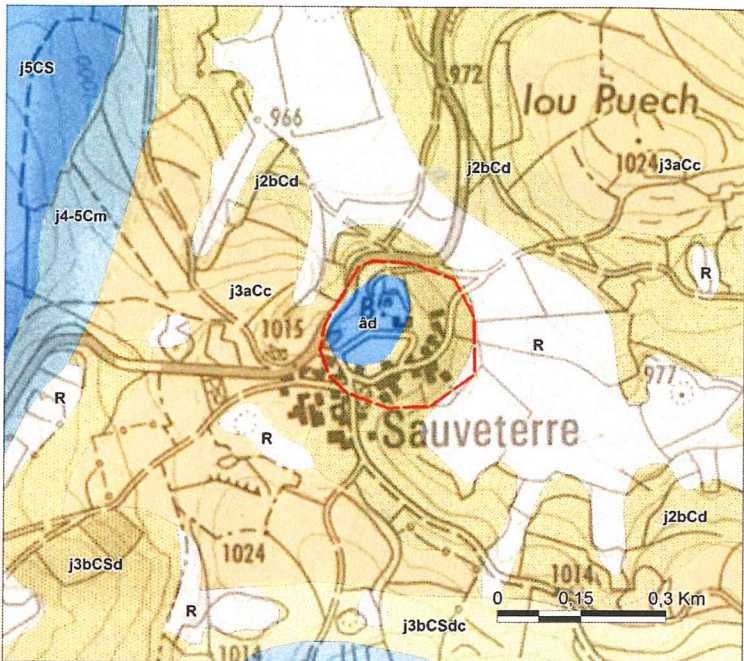 j5CS
972
lou Puech
966
1024
j3aCc
j2bCd
j2bCd
j4-5Cm
R
j3aCc
âd
1015
R
977
R
R
Sauveterre
j2bCd
1024
j3bCSd
1014
0 0,15 0,3 Km
R
j3bCSdc
1014